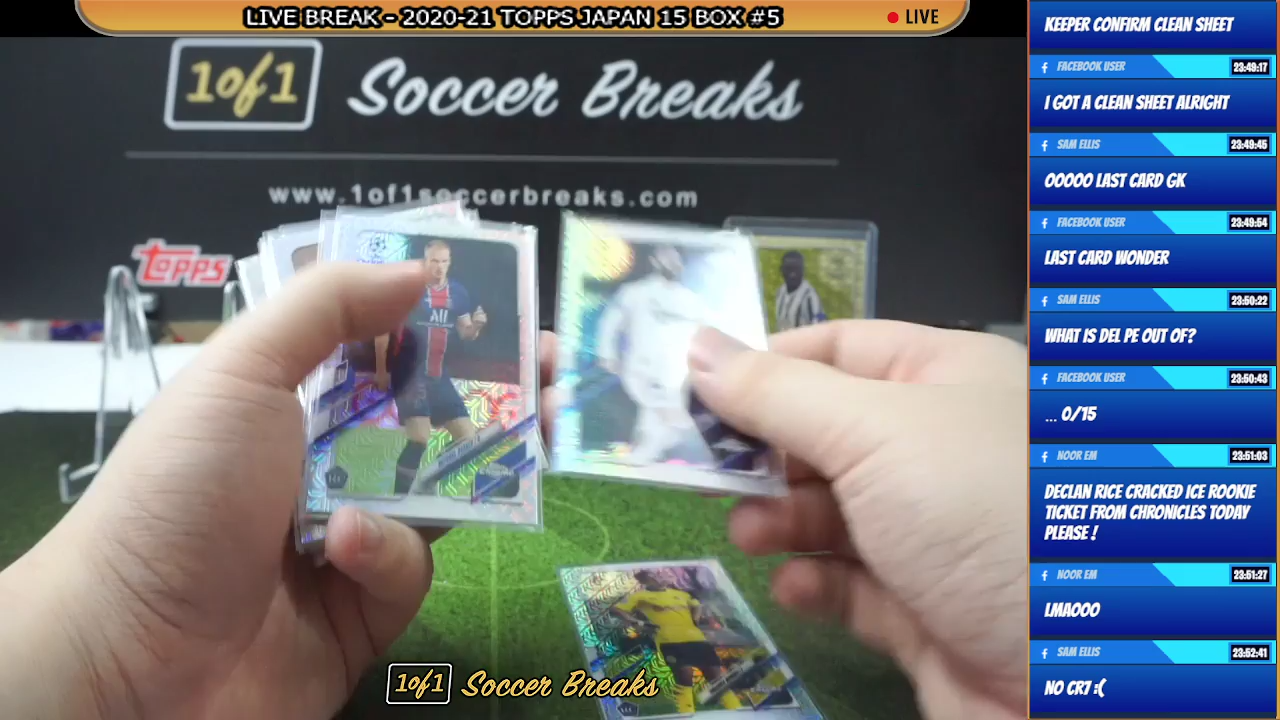 LIVE BREAK - 2020-21 TOPPS JAPAN 15 BOX #5
LIVE
1of1 Soccer Breaks
www.1of1soccerbreaks.com
topps
ALL
1of1 Soccer Breaks
KEEPER CONFIRM CLEAN SHEET
FACEBOOK USER 23:49:17
I GOT A CLEAN SHEET ALRIGHT
SAM ELLIS 23:49:45
OOOOO LAST CARD GK
FACEBOOK USER 23:49:54
LAST CARD WONDER
SAM ELLIS 23:50:22
WHAT IS DEL PE OUT OF?
FACEBOOK USER 23:50:43
... 0/15
NOOR EM 23:51:03
DECLAN RICE CRACKED ICE ROOKIE
TICKET FROM CHRONICLES TODAY
PLEASE !
NOOR EM 23:51:27
LMAOOO
SAM ELLIS 23:52:41
NO CR7 :(